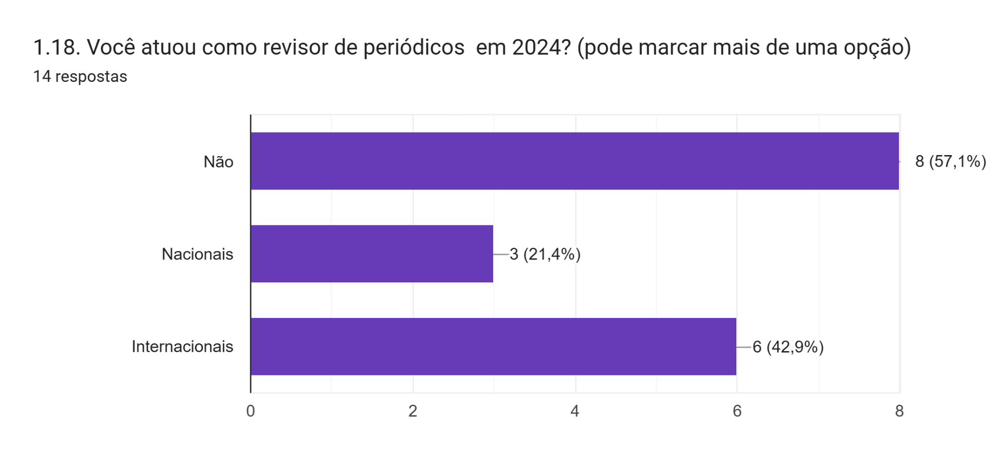 1.18. Você atuou como revisor de periódicos  em 2024? (pode marcar mais de uma opção)
14 respostas
Não
8 (57,1%)
Nacionais
3 (21,4%)
Internacionais
6 (42,9%)
0 2 4 6 8